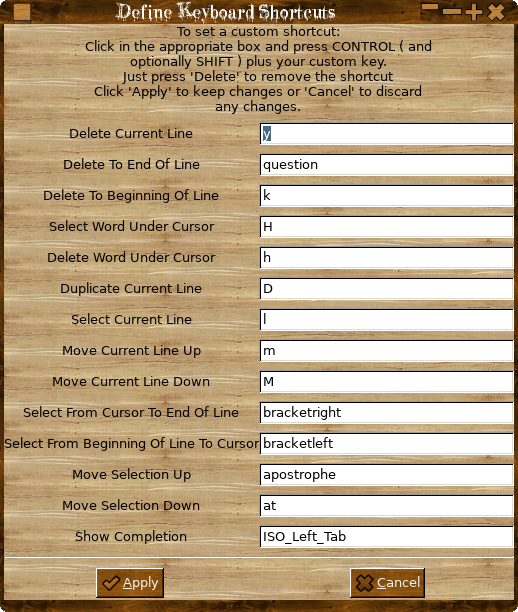 Define Keyboard Shortcuts
To set a custom shortcut:
Click in the appropriate box and press CONTROL ( and
optionally SHIFT ) plus your custom key.
Just press 'Delete' to remove the shortcut
Click 'Apply' to keep changes or 'Cancel' to discard
any changes.
Delete Current Line y
Delete To End Of Line question
Delete To Beginning Of Line k
Select Word Under Cursor H
Delete Word Under Cursor h
Duplicate Current Line D
Select Current Line l
Move Current Line Up m
Move Current Line Down M
Select From Cursor To End Of Line bracketright
Select From Beginning Of Line To Cursor bracketleft
Move Selection Up apostrophe
Move Selection Down at
Show Completion ISO_Left_Tab
Apply Cancel